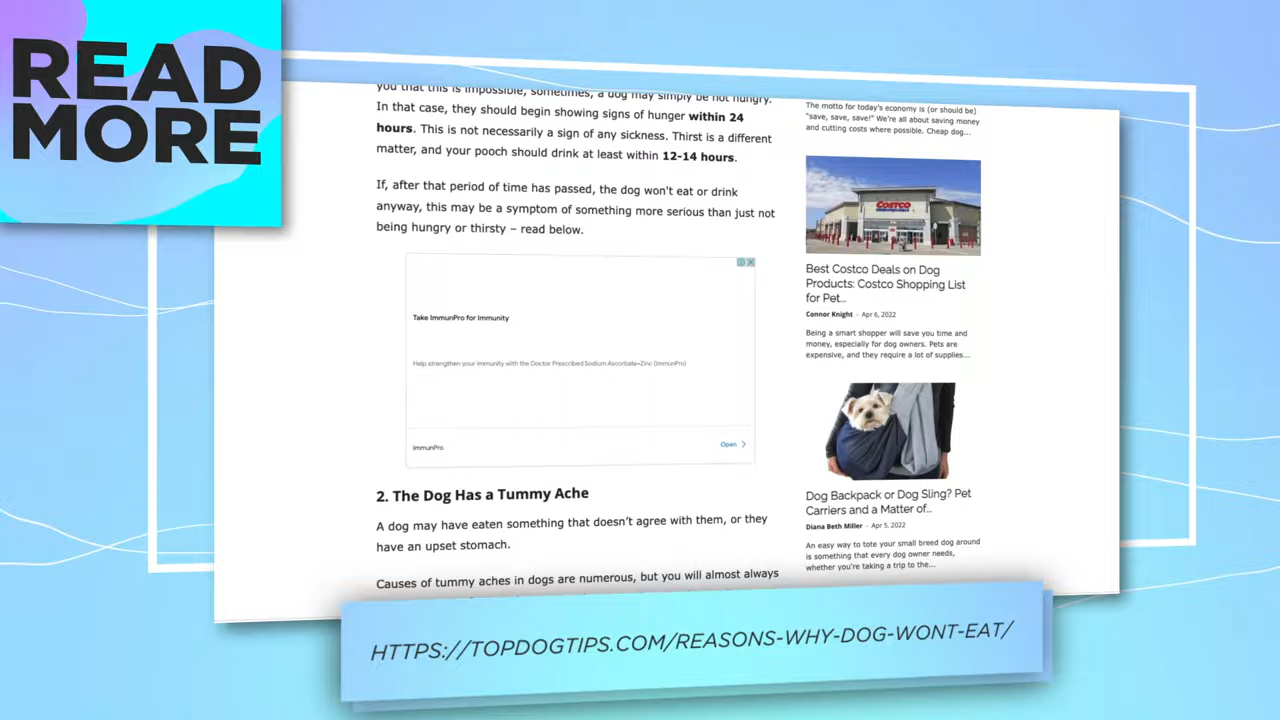 READ
MORE
you that this is impossible, sometimes, a dog may simply be not hungry.
In that case, they should begin showing signs of hunger within 24
hours. This is not necessarily a sign of any sickness. Thirst is a different
matter, and your pooch should drink at least within 12-14 hours.
If, after that period of time has passed, the dog won't eat or drink
anyway, this may be a symptom of something more serious than just not
being hungry or thirsty – read below.
Take ImmunPro for Immunity
Help strengthen your immunity with the Doctor Prescribed Sodium Ascorbate+Zinc (ImmunPro)
ImmunPro
Open
2. The Dog Has a Tummy Ache
A dog may have eaten something that doesn't agree with them, or they
have an upset stomach.
Causes of tummy aches in dogs are numerous, but you will almost always
The motto for today's economy is (or should be)
"save, save, save!" We're all about saving money
and cutting costs where possible. Cheap dog...
COSTCO
Best Costco Deals on Dog
Products: Costco Shopping List
for Pet...
Connor Knight - Apr 6, 2022
Being a smart shopper will save you time and
money, especially for dog owners. Pets are
expensive, and they require a lot of supplies...
Dog Backpack or Dog Sling? Pet
Carriers and a Matter of...
Diana Beth Miller - Apr 5, 2022
An easy way to tote your small breed dog around
is something that every dog owner needs,
whether you're taking a trip to the...
HTTPS://TOPDOGTIPS.COM/REASONS-WHY-DOG-WONT-EAT/